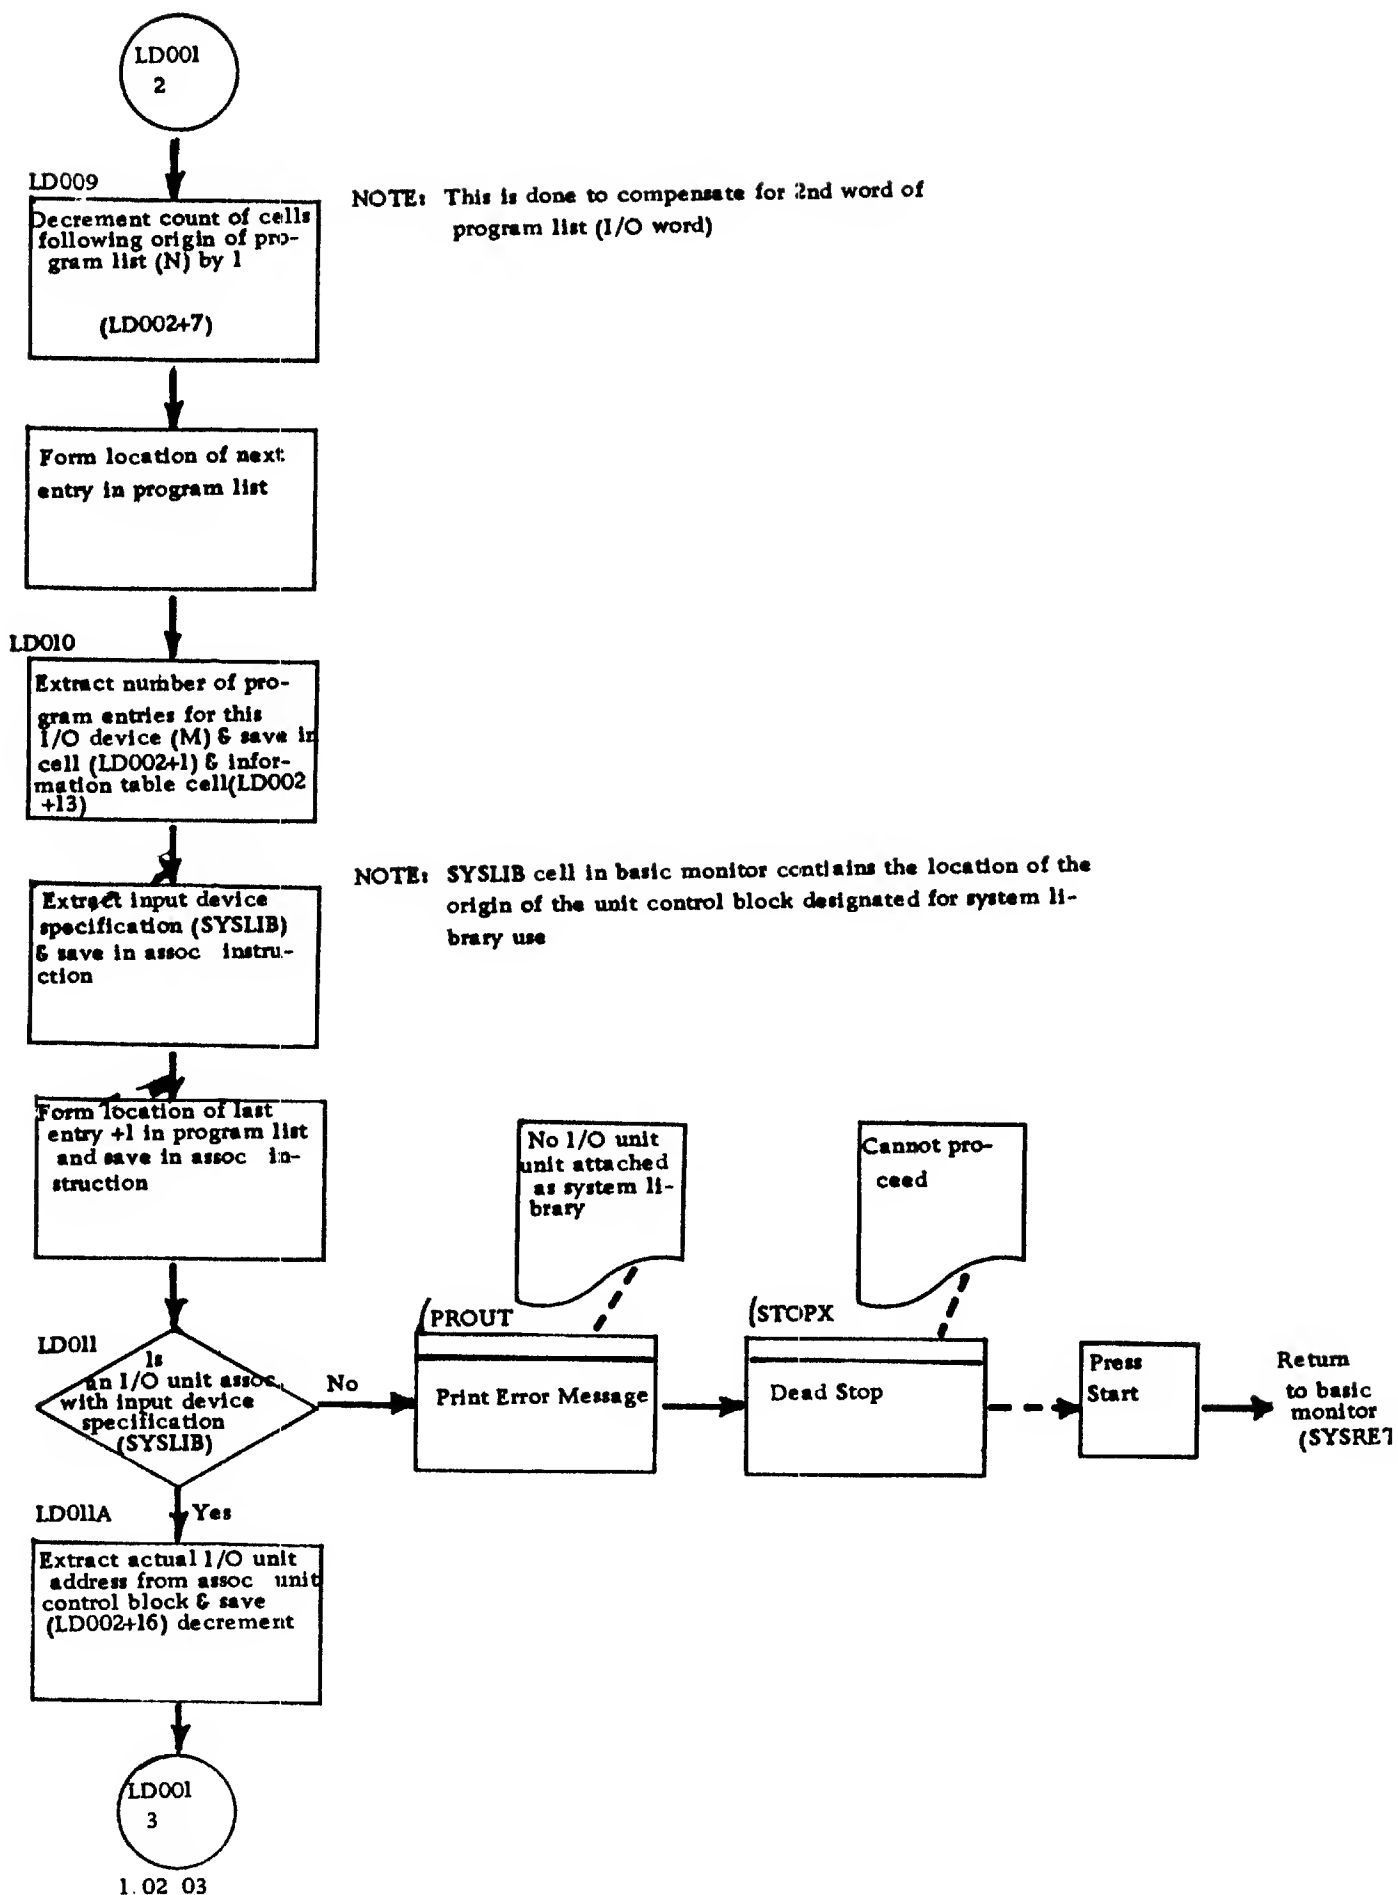 LD001
2
LD009
Decrement count of cells
following origin of pro-
gram list (N) by 1
(LD002+7)
NOTE: This is done to compensate for 2nd word of
program list (I/O word)
Form location of next
entry in program list
LD010
Extract number of pro-
gram entries for this
I/O device (M) & save in
cell (LD002+1) & infor-
mation table cell(LD002
+13)
Extract input device
specification (SYSLIB)
& save in assoc instru-
ction
NOTE: SYSLIB cell in basic monitor contains the location of the
origin of the unit control block designated for system li-
brary use
Form location of last
entry +1 in program list
and save in assoc in-
struction
No I/O unit
unit attached
as system li-
brary
Cannot pro-
ceed
LD011
Is
an I/O unit assoc
with input device
specification
(SYSLIB)
No
(PROUT
Print Error Message
(STOPX
Dead Stop
Press
Start
Return
to basic
monitor
(SYSRET
LD011A
Yes
Extract actual I/O unit
address from assoc unit
control block & save
(LD002+16) decrement
LD001
3
1.02 03